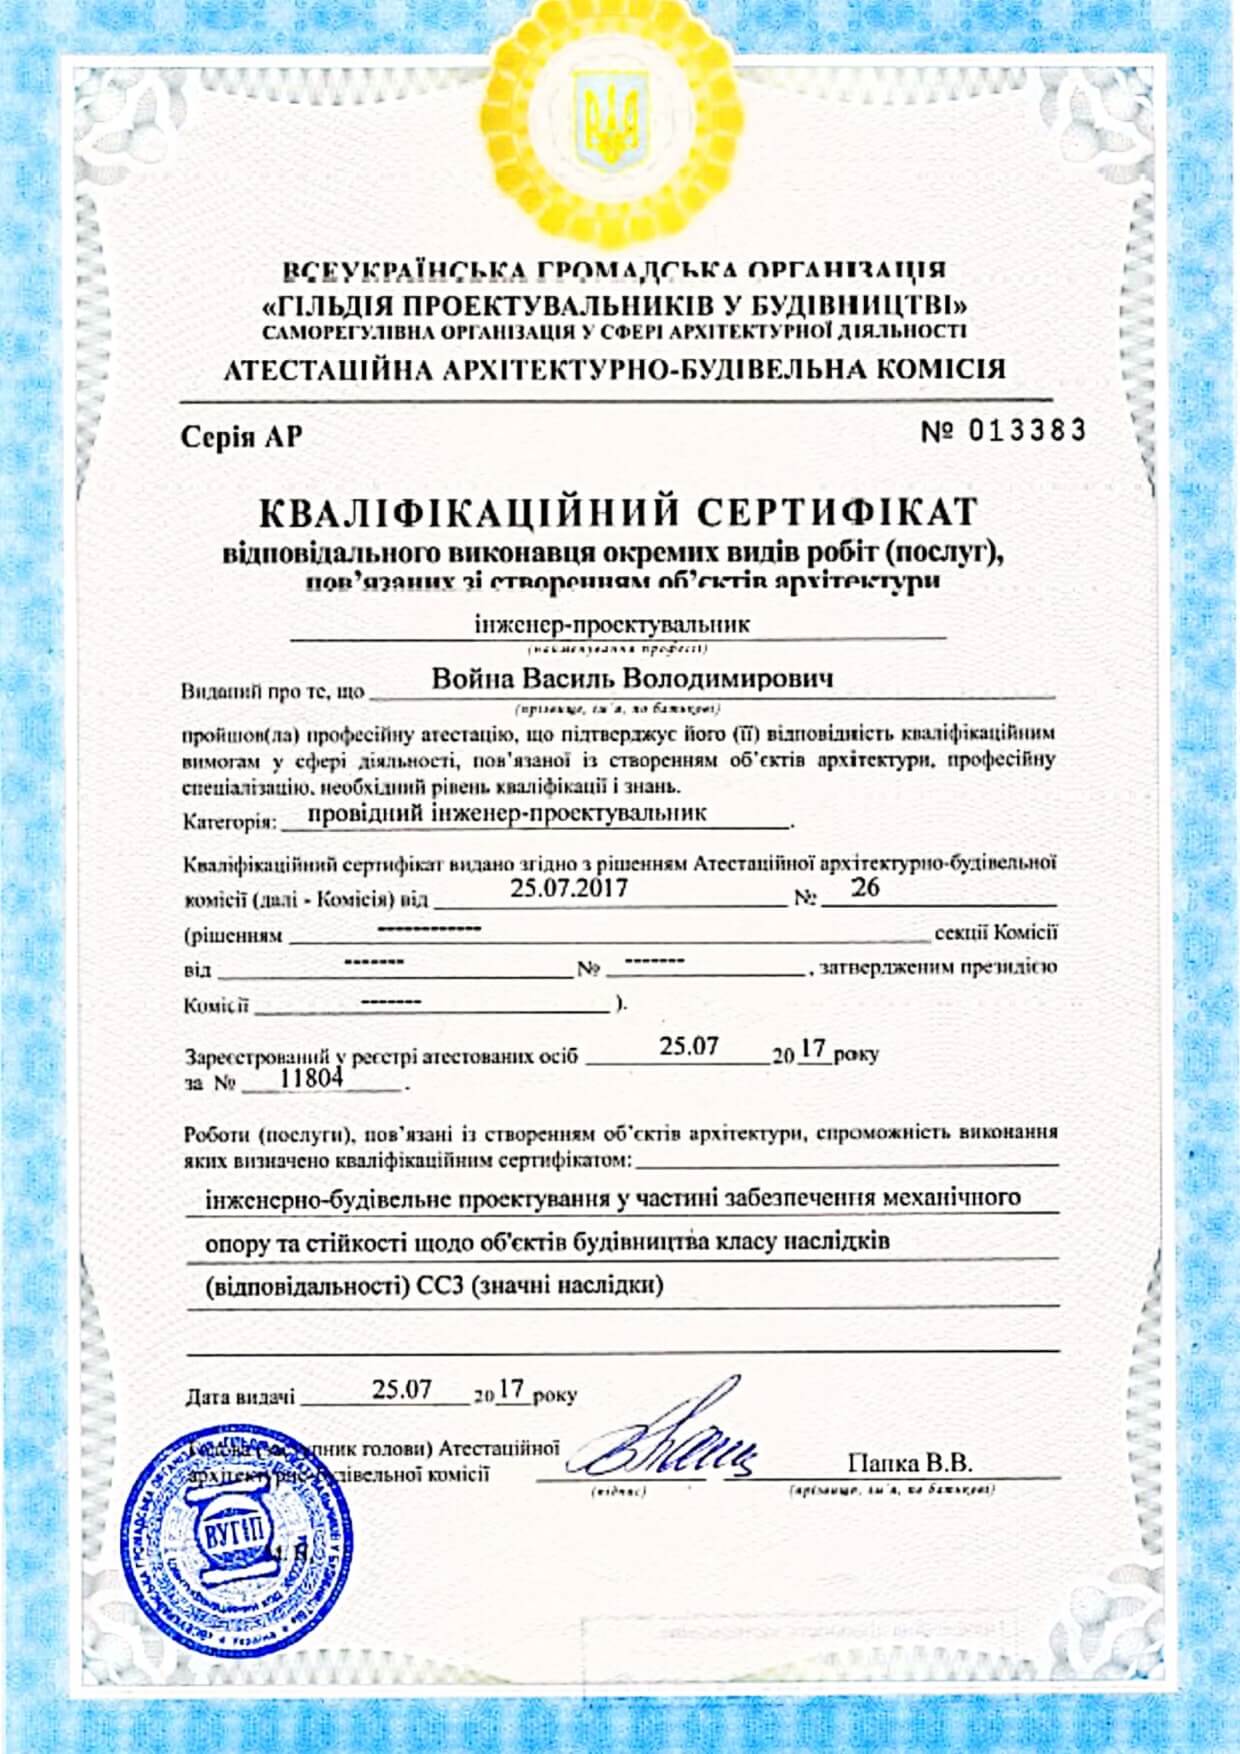 ВСЕУКРАЇНСЬКА ГРОМАДСЬКА ОРГАНІЗАЦІЯ
«ГІЛЬДІЯ ПРОЕКТУВАЛЬНИКІВ У БУДІВНИЦТВІ»
САМОРЕГУЛІВНА ОРГАНІЗАЦІЯ У СФЕРІ АРХІТЕКТУРНОЇ ДІЯЛЬНОСТІ
АТЕСТАЦІЙНА АРХІТЕКТУРНО-БУДІВЕЛЬНА КОМІСІЯ
Серія АР № 013383
КВАЛІФІКАЦІЙНИЙ СЕРТИФІКАТ
відповідального виконавця окремих видів робіт (послуг),
пов’язаних зі створенням об’єктів архітектури
інженер-проектувальник
(найменування професії)
Виданий про те, що Война Василь Володимирович
(прізвище, ім’я, по батькові)
пройшов(ла) професійну атестацію, що підтверджує його (її) відповідність кваліфікаційним
вимогам у сфері діяльності, пов’язаної із створенням об’єктів архітектури, професійну
спеціалізацію, необхідний рівень кваліфікації і знань.
Категорія: провідний інженер-проектувальник.
Кваліфікаційний сертифікат видано згідно з рішенням Атестаційної архітектурно-будівельної
комісії (далі - Комісія) від 25.07.2017 № 26
(рішенням ------------ секції Комісії
від ------- № -------, затвердженим президією
Комісії ------- ).
Зареєстрований у реєстрі атестованих осіб 25.07 2017 року
за № 11804.
Роботи (послуги), пов’язані із створенням об’єктів архітектури, спроможність виконання
яких визначено кваліфікаційним сертифікатом:
інженерно-будівельне проектування у частині забезпечення механічного
опору та стійкості щодо об'єктів будівництва класу наслідків
(відповідальності) СС3 (значні наслідки)
Дата видачі 25.07 2017 року
Голова (заступник голови) Атестаційної
архітектурно-будівельної комісії Папка В.В.
(підпис) (прізвище, ім’я, по батькові)
ВУГІП
М. П.